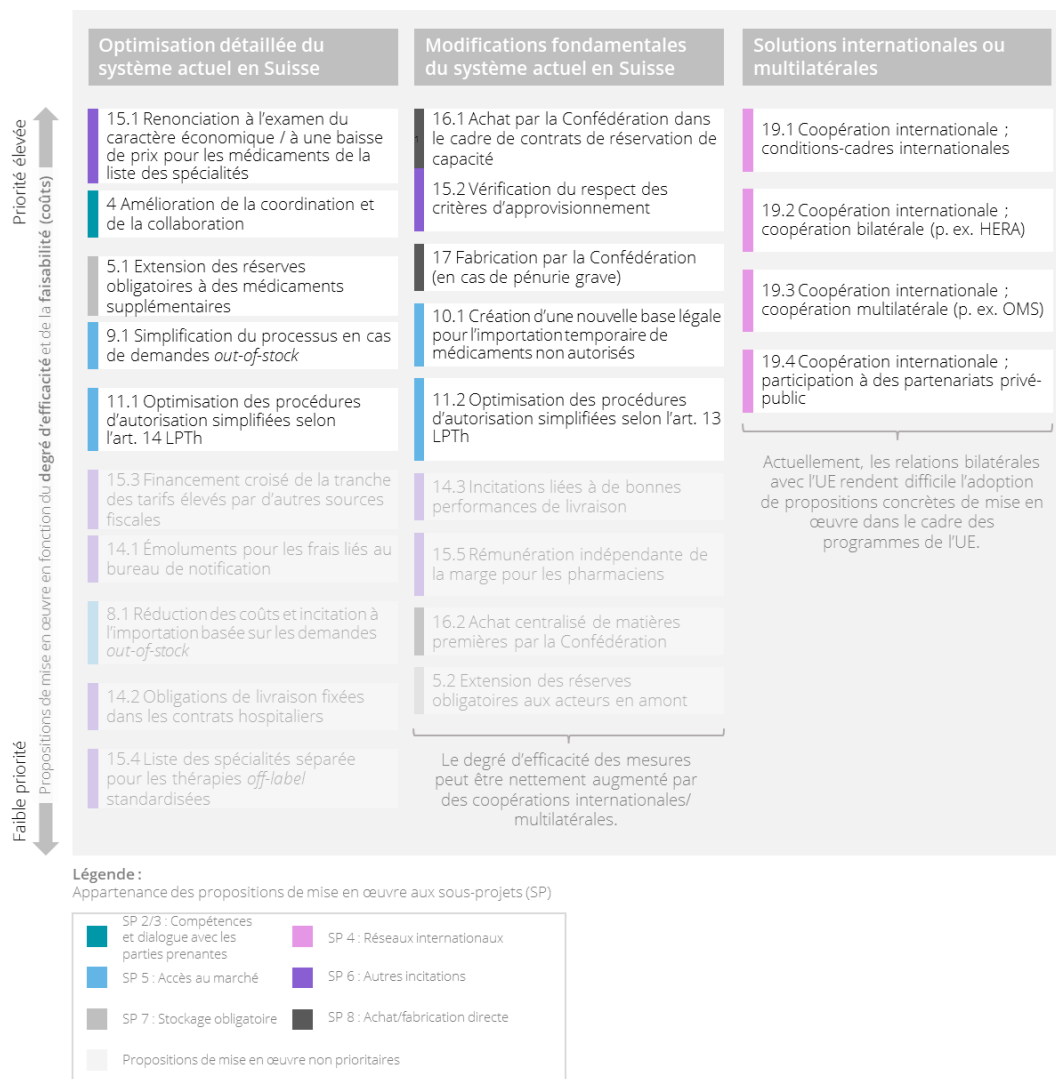 Optimisation détaillée du
système actuel en Suisse
Modifications fondamentales
du système actuel en Suisse
Solutions internationales ou
multilatérales
Priorité élevée
Faible priorité
Propositions de mise en œuvre en fonction du degré d'efficacité et de la faisabilité (coûts)
15.1 Renonciation à l'examen du
caractère économique / à une baisse
de prix pour les médicaments de la
liste des spécialités
4 Amélioration de la coordination et
de la collaboration
5.1 Extension des réserves
obligatoires à des médicaments
supplémentaires
9.1 Simplification du processus en cas
de demandes out-of-stock
11.1 Optimisation des procédures
d'autorisation simplifiées selon
l'art. 14 LPTh
15.3 Financement croisé de la tranche
des tarifs élevés par d'autres sources
fiscales
14.1 Émoluments pour les frais liés au
bureau de notification
8.1 Réduction des coûts et incitation à
l'importation basée sur les demandes
out-of-stock
14.2 Obligations de livraison fixées
dans les contrats hospitaliers
15.4 Liste des spécialités séparée
pour les thérapies off-label
standardisées
1
16.1 Achat par la Confédération dans
le cadre de contrats de réservation de
capacité
15.2 Vérification du respect des
critères d'approvisionnement
17 Fabrication par la Confédération
(en cas de pénurie grave)
10.1 Création d'une nouvelle base légale
pour l'importation temporaire de
médicaments non autorisés
11.2 Optimisation des procédures
d'autorisation simplifiées selon l'art. 13
LPTh
14.3 Incitations liées à de bonnes
performances de livraison
15.5 Rémunération indépendante de
la marge pour les pharmaciens
16.2 Achat centralisé de matières
premières par la Confédération
5.2 Extension des réserves
obligatoires aux acteurs en amont
Le degré d'efficacité des mesures
peut être nettement augmenté par
des coopérations internationales/
multilatérales.
19.1 Coopération internationale ;
conditions-cadres internationales
19.2 Coopération internationale ;
coopération bilatérale (p. ex. HERA)
19.3 Coopération internationale ;
coopération multilatérale (p. ex. OMS)
19.4 Coopération internationale ;
participation à des partenariats privé-
public
Actuellement, les relations bilatérales
avec l'UE rendent difficile l'adoption
de propositions concrètes de mise en
œuvre dans le cadre des
programmes de l'UE.
Légende :
Appartenance des propositions de mise en œuvre aux sous-projets (SP)
SP 2/3 : Compétences
et dialogue avec les
parties prenantes
SP 4 : Réseaux internationaux
SP 5 : Accès au marché
SP 6 : Autres incitations
SP 7 : Stockage obligatoire
SP 8 : Achat/fabrication directe
Propositions de mise en œuvre non prioritaires